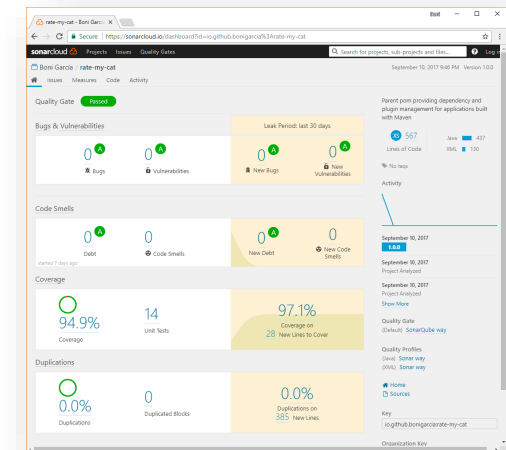 rate-my-cat - Boni García
Secure https://sonarcloud.io/dashboard?id=io.github.bonigarcia%3Arate-my-cat
sonarcloud Projects Issues Quality Gates Search for projects, sub-projects and files... Log in
Boni García / rate-my-cat September 10, 2017 9:46 PM Version 1.0.0
Issues Measures Code Activity
Quality Gate Passed
Bugs & Vulnerabilities Leak Period: last 30 days
0 A 0 A 0 A 0 A
Bugs Vulnerabilities New Bugs New Vulnerabilities
Code Smells
0 A 0 0 A 0
Debt Code Smells New Debt New Code Smells
started 7 days ago
Coverage
94.9% 14 97.1%
Coverage Unit Tests Coverage on
28 New Lines to Cover
Duplications
0.0% 0 0.0%
Duplications Duplicated Blocks Duplications on
385 New Lines
Parent pom providing dependency and
plugin management for applications built
with Maven
XS 567 Java 437
Lines of Code XML 130
No tags
Activity
September 10, 2017
1.0.0
September 10, 2017
Project Analyzed
September 10, 2017
Project Analyzed
Show More
Quality Gate
(Default) SonarQube way
Quality Profiles
(Java) Sonar way
(XML) Sonar way
Home
Sources
Key
io.github.bonigarcia:rate-my-cat
Organization Key